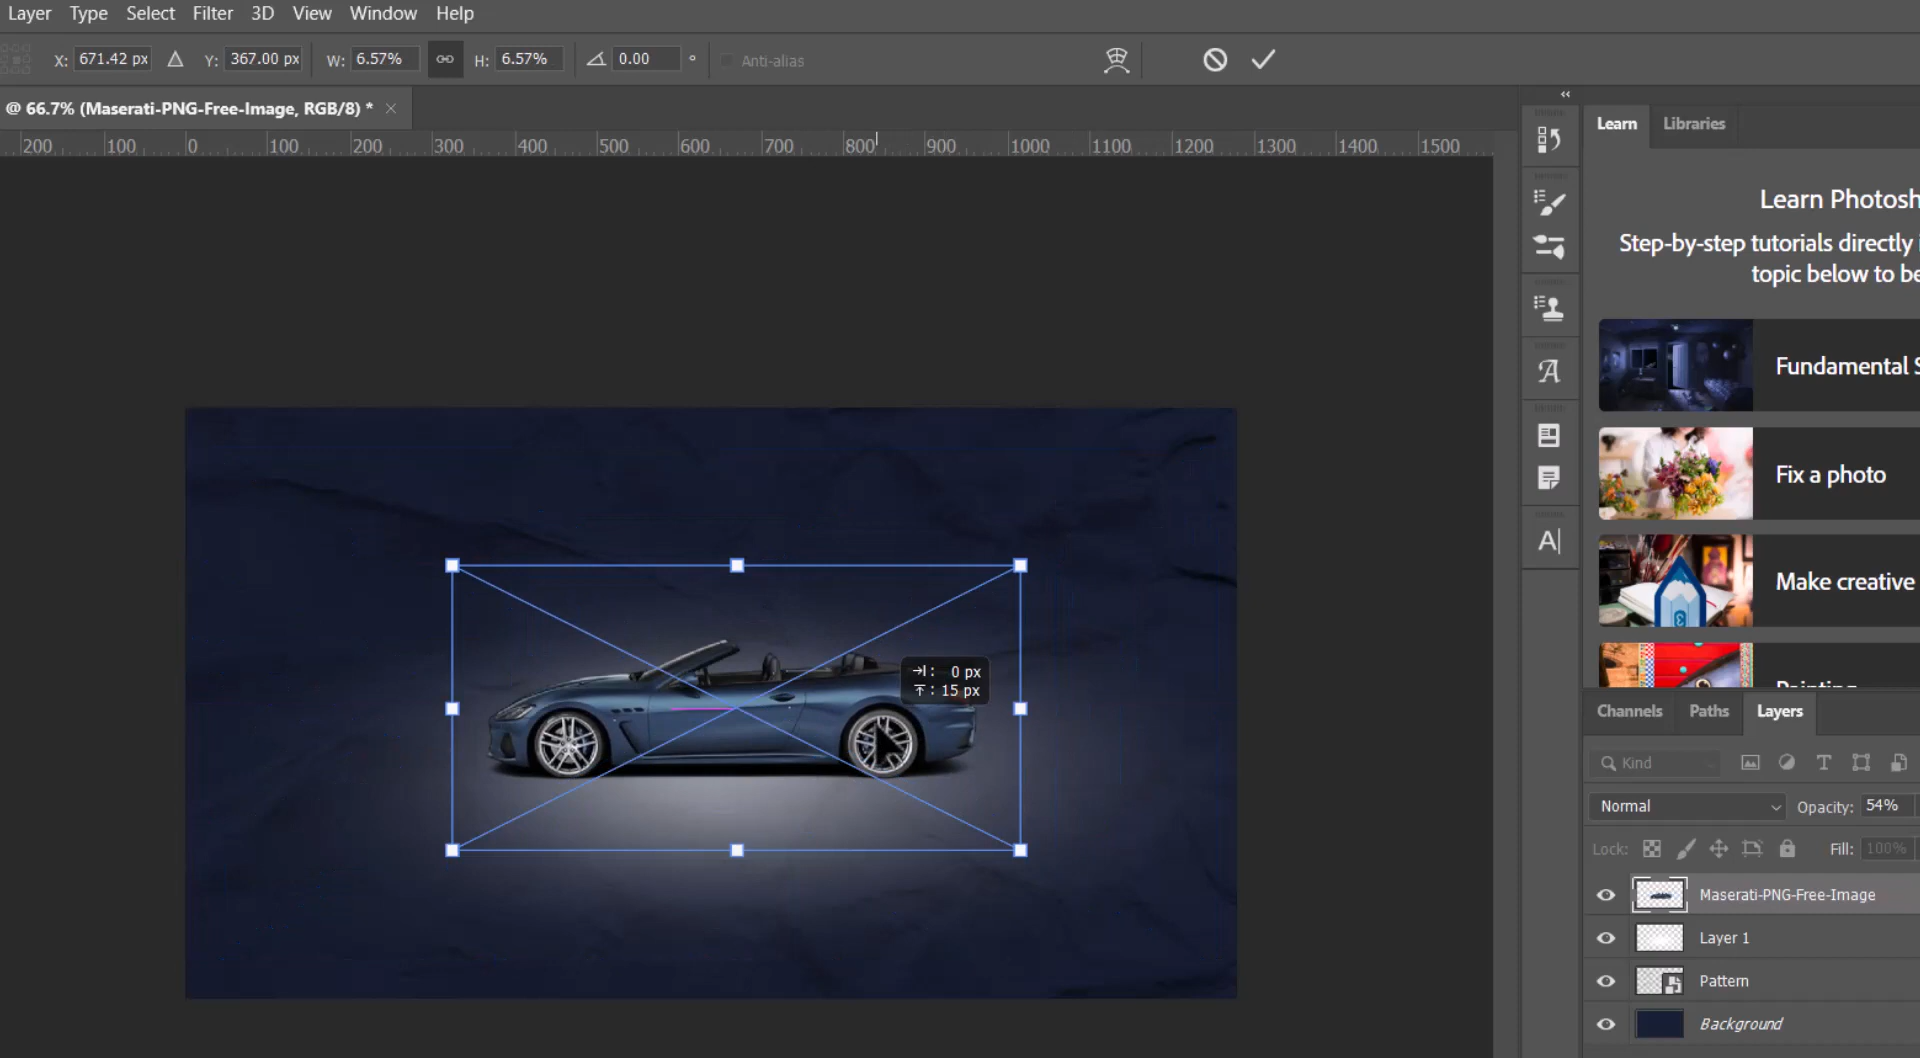 Layer Type Select Filter 3D View Window Help
X: 671.42 px Y: 367.00 px W: 6.57% H: 6.57% 0.00 ° Anti-alias
@ 66.7% (Maserati-PNG-Free-Image, RGB/8) *
200 100 0 100 200 300 400 500 600 700 800 900 1000 1100 1200 1300 1400 1500
Learn Libraries
Learn Photosh
Step-by-step tutorials directly i
topic below to be
Fundamental S
Fix a photo
Make creative
Painting
→|: 0 px
15 px
Channels Paths Layers
Kind
Normal Opacity: 54%
Lock: Fill: 100%
Maserati-PNG-Free-Image
Layer 1
Pattern
Background